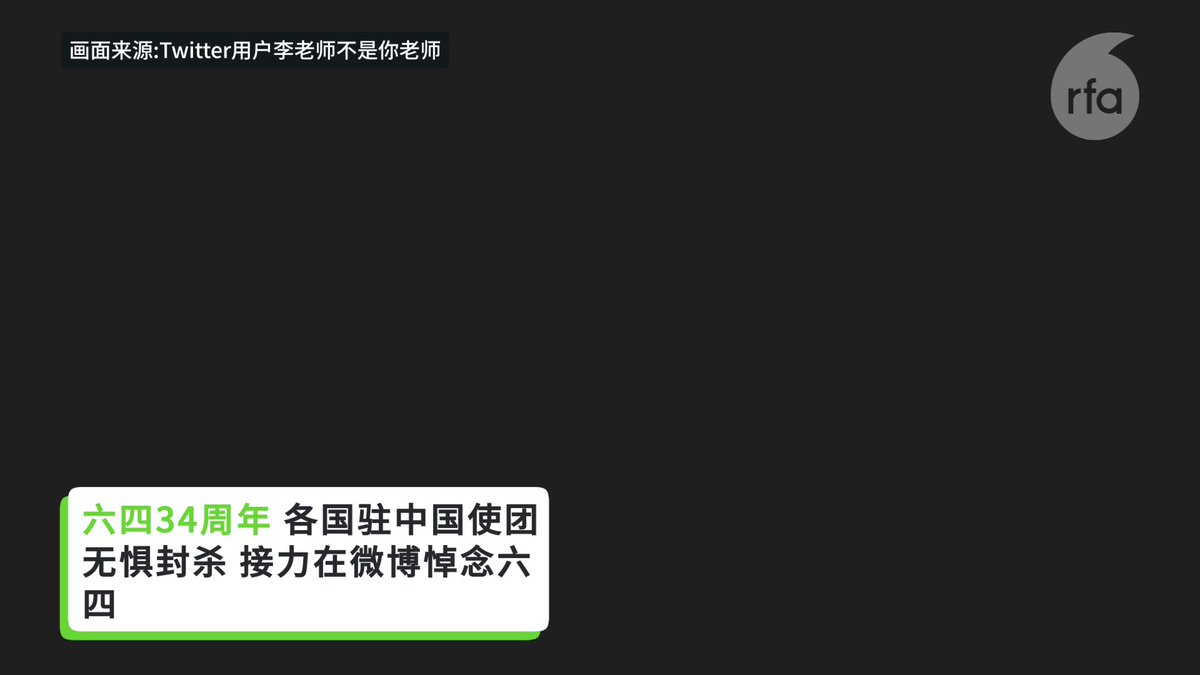 画面来源:Twitter用户李老师不是你老师
rfa
六四34周年 各国驻中国使团
无惧封杀 接力在微博悼念六
四